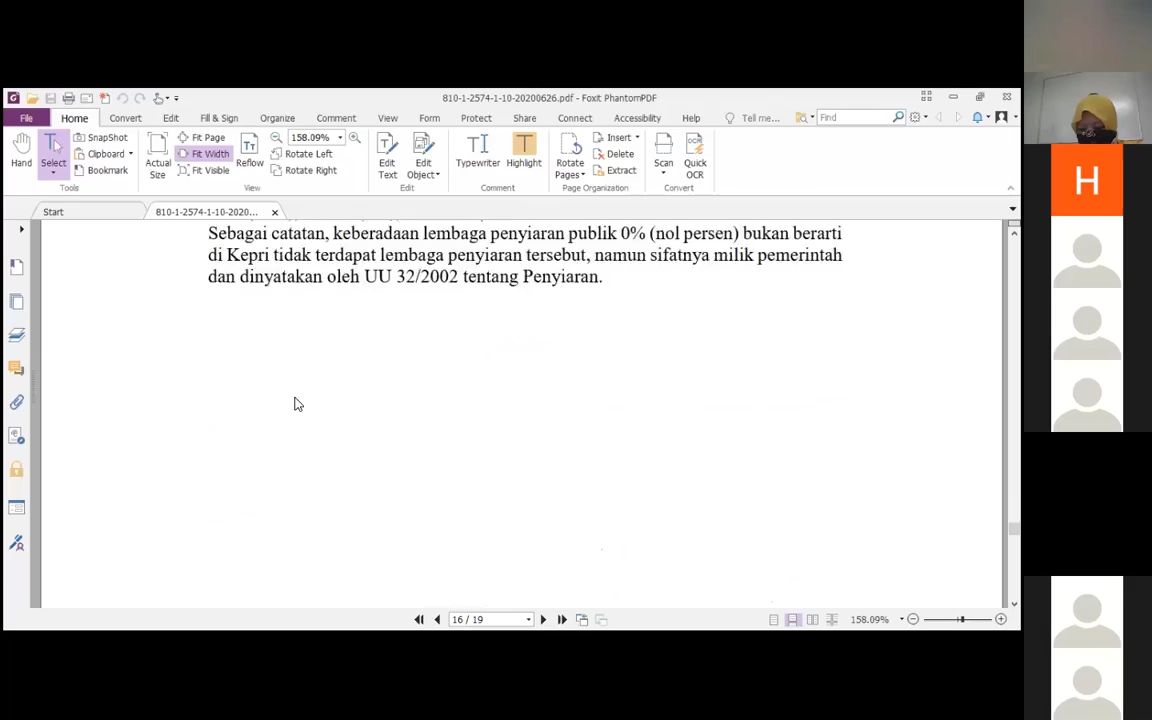 810-1-2574-1-10-20200626.pdf - Foxit PhantomPDF
File Home Convert Edit Fill & Sign Organize Comment View Form Protect Share Connect Accessibility Help Tell me... Find
Hand
Select
SnapShot
Clipboard
Bookmark
Tools
Actual Size
Fit Page
Fit Width
Fit Visible
Reflow
158.09%
Rotate Left
Rotate Right
View
Edit Text
Edit Object
Edit
Typewriter
Highlight
Comment
Rotate Pages
Insert
Delete
Extract
Page Organization
Scan
Quick OCR
Convert
Start
810-1-2574-1-10-2020...
H
Sebagai catatan, keberadaan lembaga penyiaran publik 0% (nol persen) bukan berarti
di Kepri tidak terdapat lembaga penyiaran tersebut, namun sifatnya milik pemerintah
dan dinyatakan oleh UU 32/2002 tentang Penyiaran.
16 / 19
158.09%